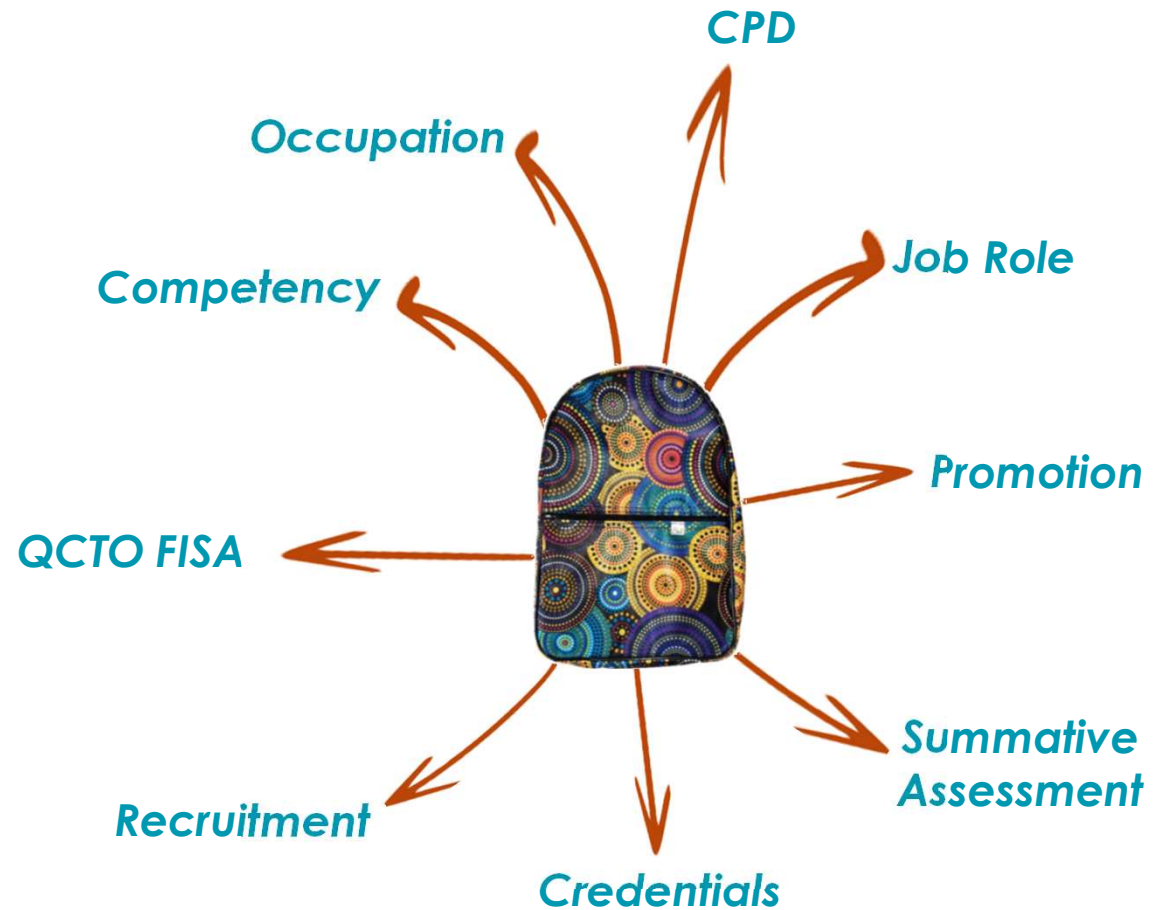 CPD
Occupation
Job Role
Competency
Promotion
QCTO FISA
Summative
Assessment
Recruitment
Credentials